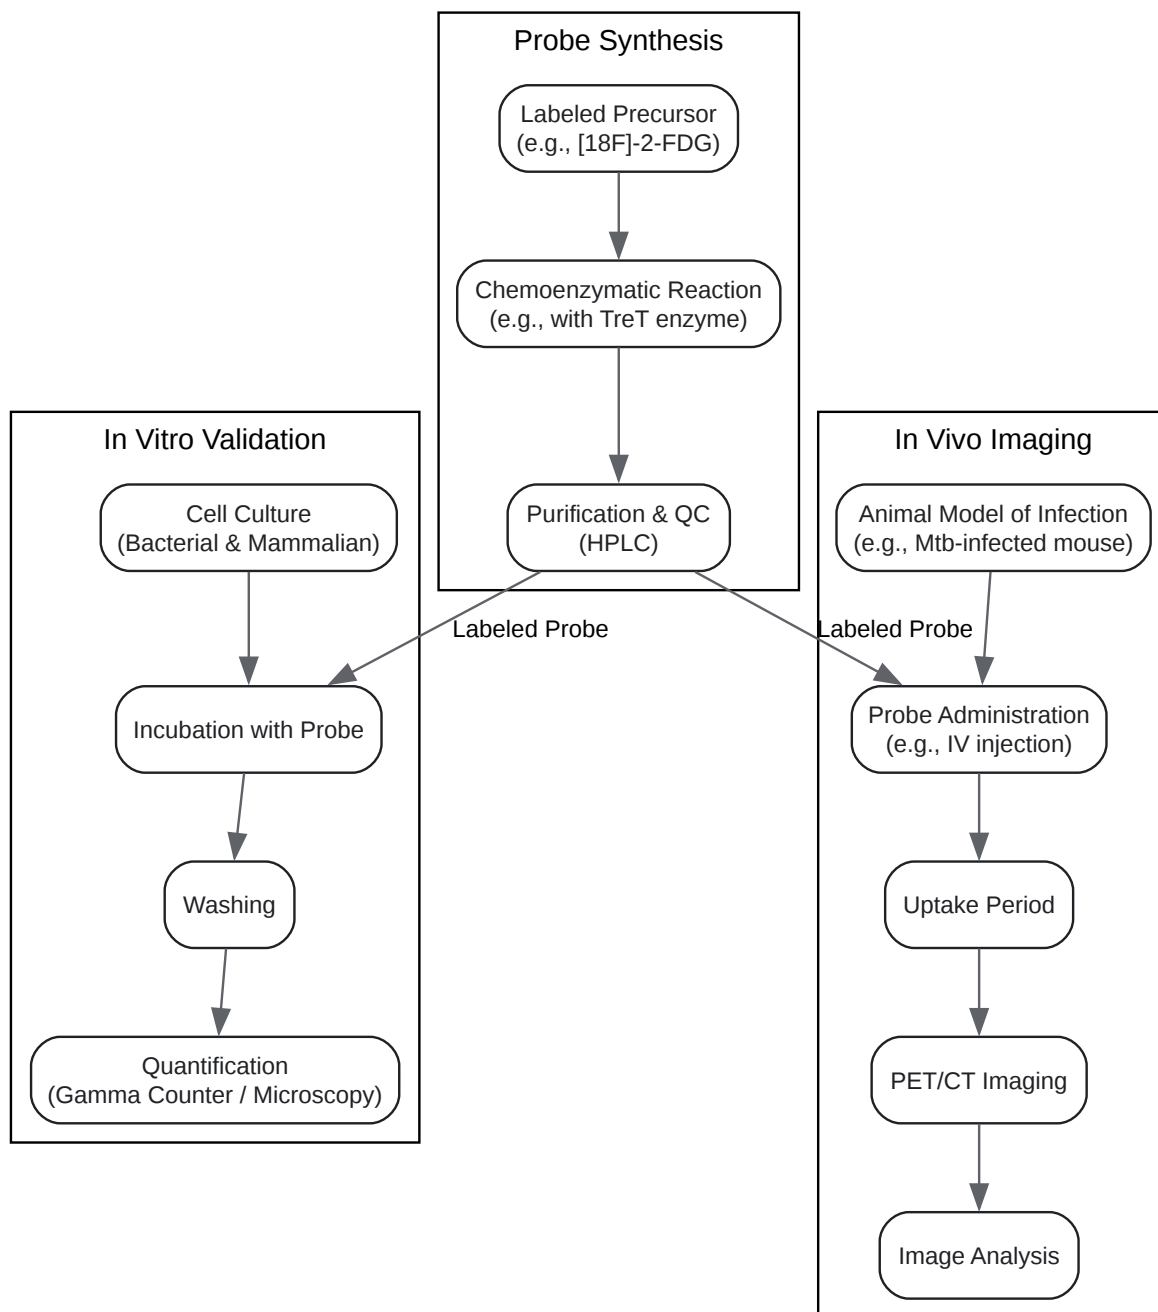 Probe Synthesis
Labeled Precursor
(e.g., [18F]-2-FDG)
Chemoenzymatic Reaction
(e.g., with TreT enzyme)
Purification & QC
(HPLC)
In Vitro Validation
Cell Culture
(Bacterial & Mammalian)
Labeled Probe
Incubation with Probe
Washing
Quantification
(Gamma Counter / Microscopy)
In Vivo Imaging
Animal Model of Infection
(e.g., Mtb-infected mouse)
Labeled Probe
Probe Administration
(e.g., IV injection)
Uptake Period
PET/CT Imaging
Image Analysis